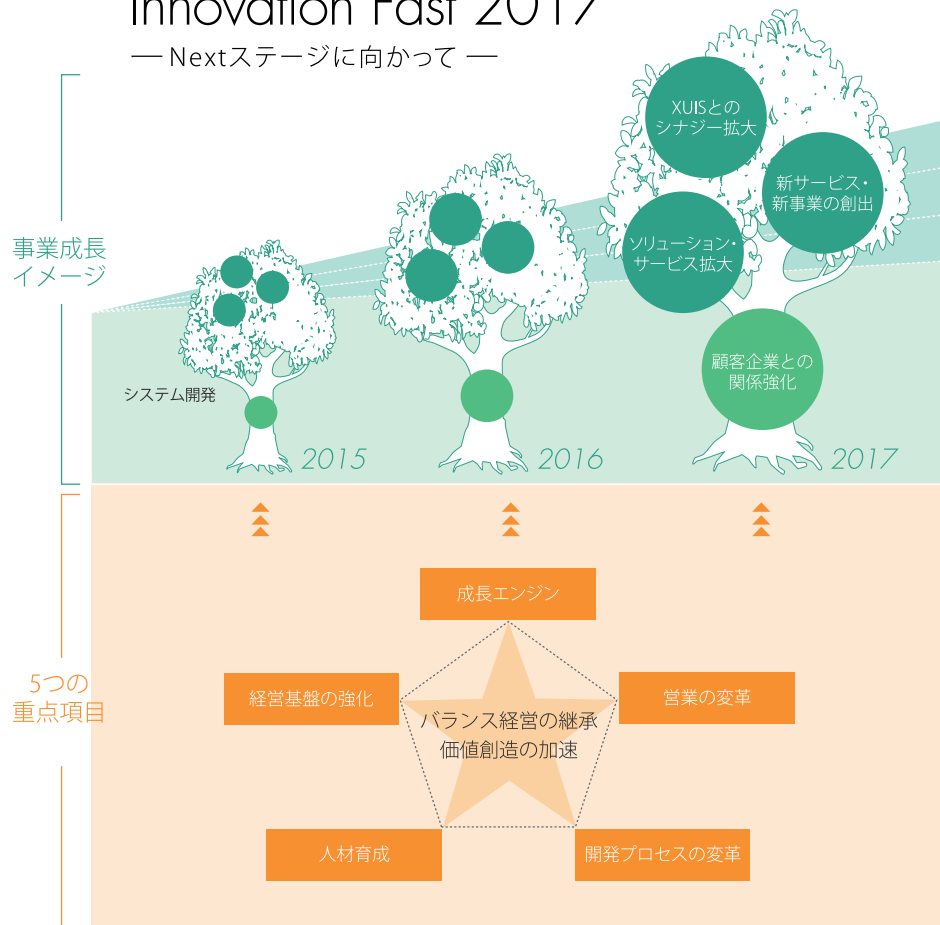 Innovation Fast 2017
— Nextステージに向かって —
事業成長
イメージ
XUISとの
シナジー拡大
新サービス・
新事業の創出
ソリューション・
サービス拡大
顧客企業との
関係強化
システム開発
2015
2016
2017
5つの
重点項目
成長エンジン
経営基盤の強化
営業の変革
バランス経営の継承
価値創造の加速
人材育成
開発プロセスの変革